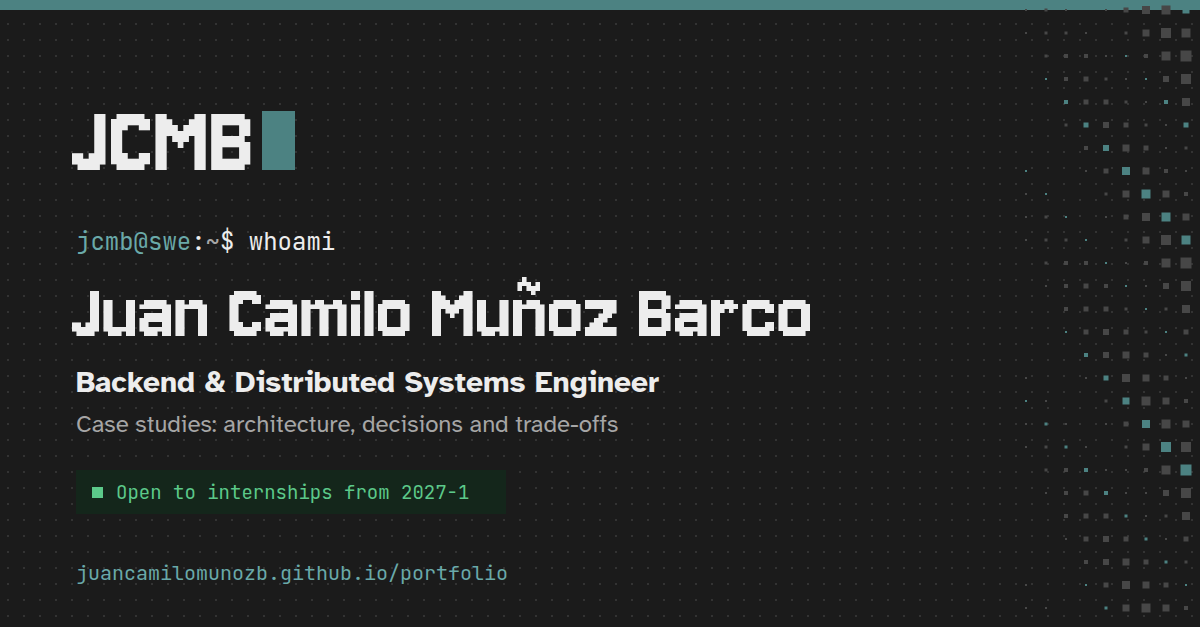 JCMB
jcmb@swe:~$ whoami
Juan Camilo Muñoz Barco
Backend & Distributed Systems Engineer
Case studies: architecture, decisions and trade-offs
Open to internships from 2027-1
juancamilomunozb.github.io/portfolio